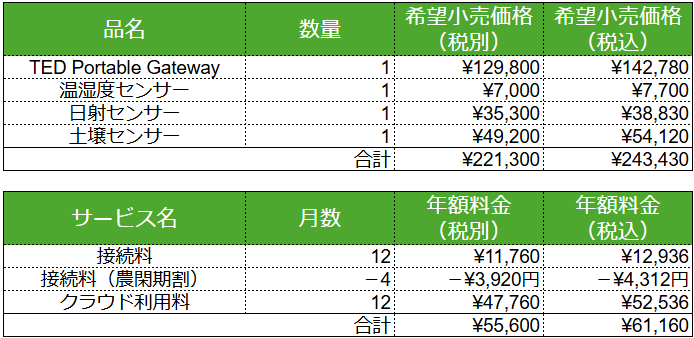 品名 数量 希望小売価格（税別） 希望小売価格（税込）
TED Portable Gateway 1 ¥129,800 ¥142,780
温湿度センサー 1 ¥7,000 ¥7,700
日射センサー 1 ¥35,300 ¥38,830
土壌センサー 1 ¥49,200 ¥54,120
合計 ¥221,300 ¥243,430
サービス名 月数 年額料金（税別） 年額料金（税込）
接続料 12 ¥11,760 ¥12,936
接続料（農閑期割） －4 －¥3,920円 －¥4,312円
クラウド利用料 12 ¥47,760 ¥52,536
合計 ¥55,600 ¥61,160